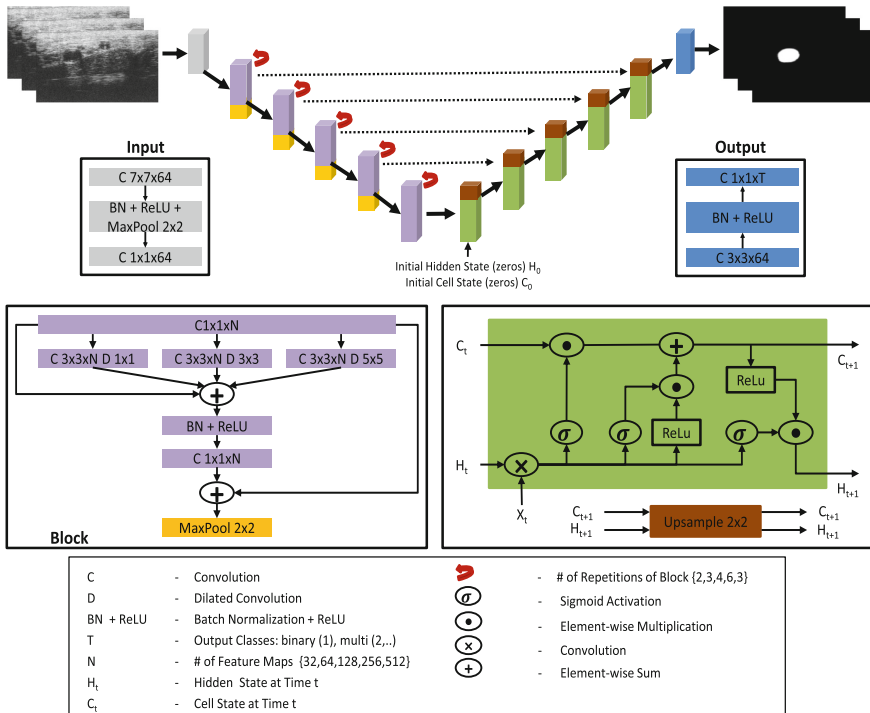 Input
C 7x7x64
BN + ReLU +
MaxPool 2x2
C 1x1x64
Initial Hidden State (zeros) H0
Initial Cell State (zeros) C0
Output
C 1x1xT
BN + ReLU
C 3x3x64
C1x1xN
C 3x3xN D 1x1
C 3x3xN D 3x3
C 3x3xN D 5x5
+
BN + ReLU
C 1x1xN
+
MaxPool 2x2
Block
Ct
•
+
Ct+1
ReLu
•
σ
σ
ReLu
σ
•
Ht
×
Ht+1
Xt
Ct+1
Ht+1
Upsample 2x2
Ct+1
Ht+1
C - Convolution
D - Dilated Convolution
BN + ReLU - Batch Normalization + ReLU
T - Output Classes: binary (1), multi (2,..)
N - # of Feature Maps {32,64,128,256,512}
Ht - Hidden State at Time t
Ct - Cell State at Time t
- # of Repetitions of Block {2,3,4,6,3}
σ - Sigmoid Activation
• - Element-wise Multiplication
× - Convolution
+ - Element-wise Sum